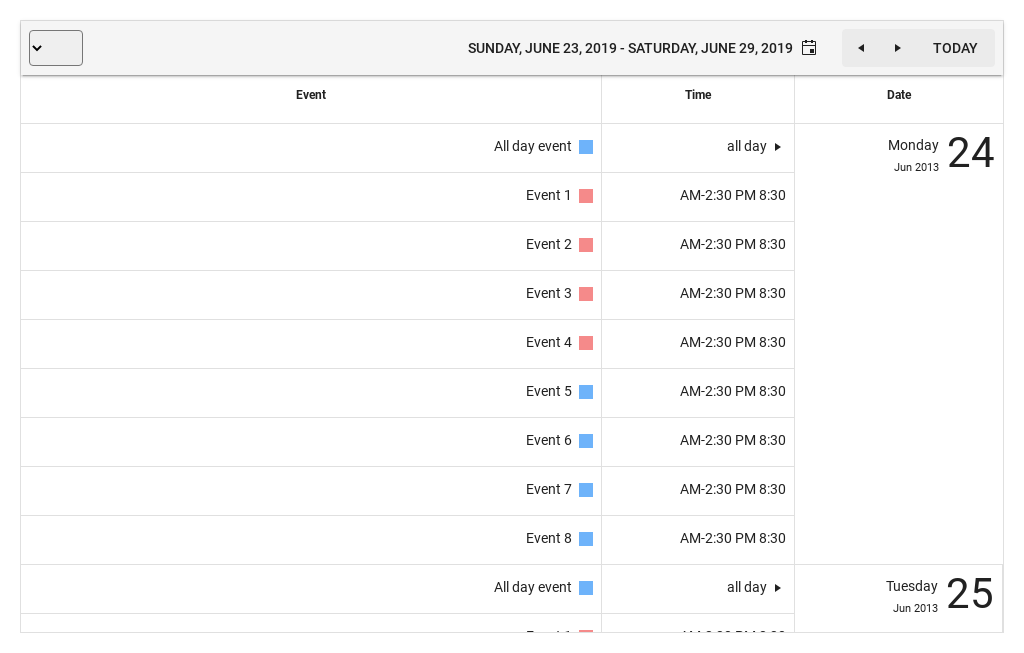 SUNDAY, JUNE 23, 2019 - SATURDAY, JUNE 29, 2019 TODAY
Event Time Date
All day event all day Monday 24
Jun 2013
Event 1 AM-2:30 PM 8:30
Event 2 AM-2:30 PM 8:30
Event 3 AM-2:30 PM 8:30
Event 4 AM-2:30 PM 8:30
Event 5 AM-2:30 PM 8:30
Event 6 AM-2:30 PM 8:30
Event 7 AM-2:30 PM 8:30
Event 8 AM-2:30 PM 8:30
All day event all day Tuesday 25
Jun 2013